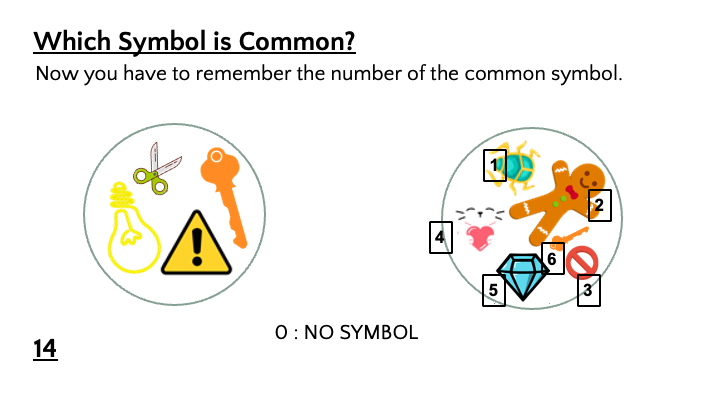 Which Symbol is Common?
Now you have to remember the number of the common symbol.
1
2
4
6
5
3
0 : NO SYMBOL
14